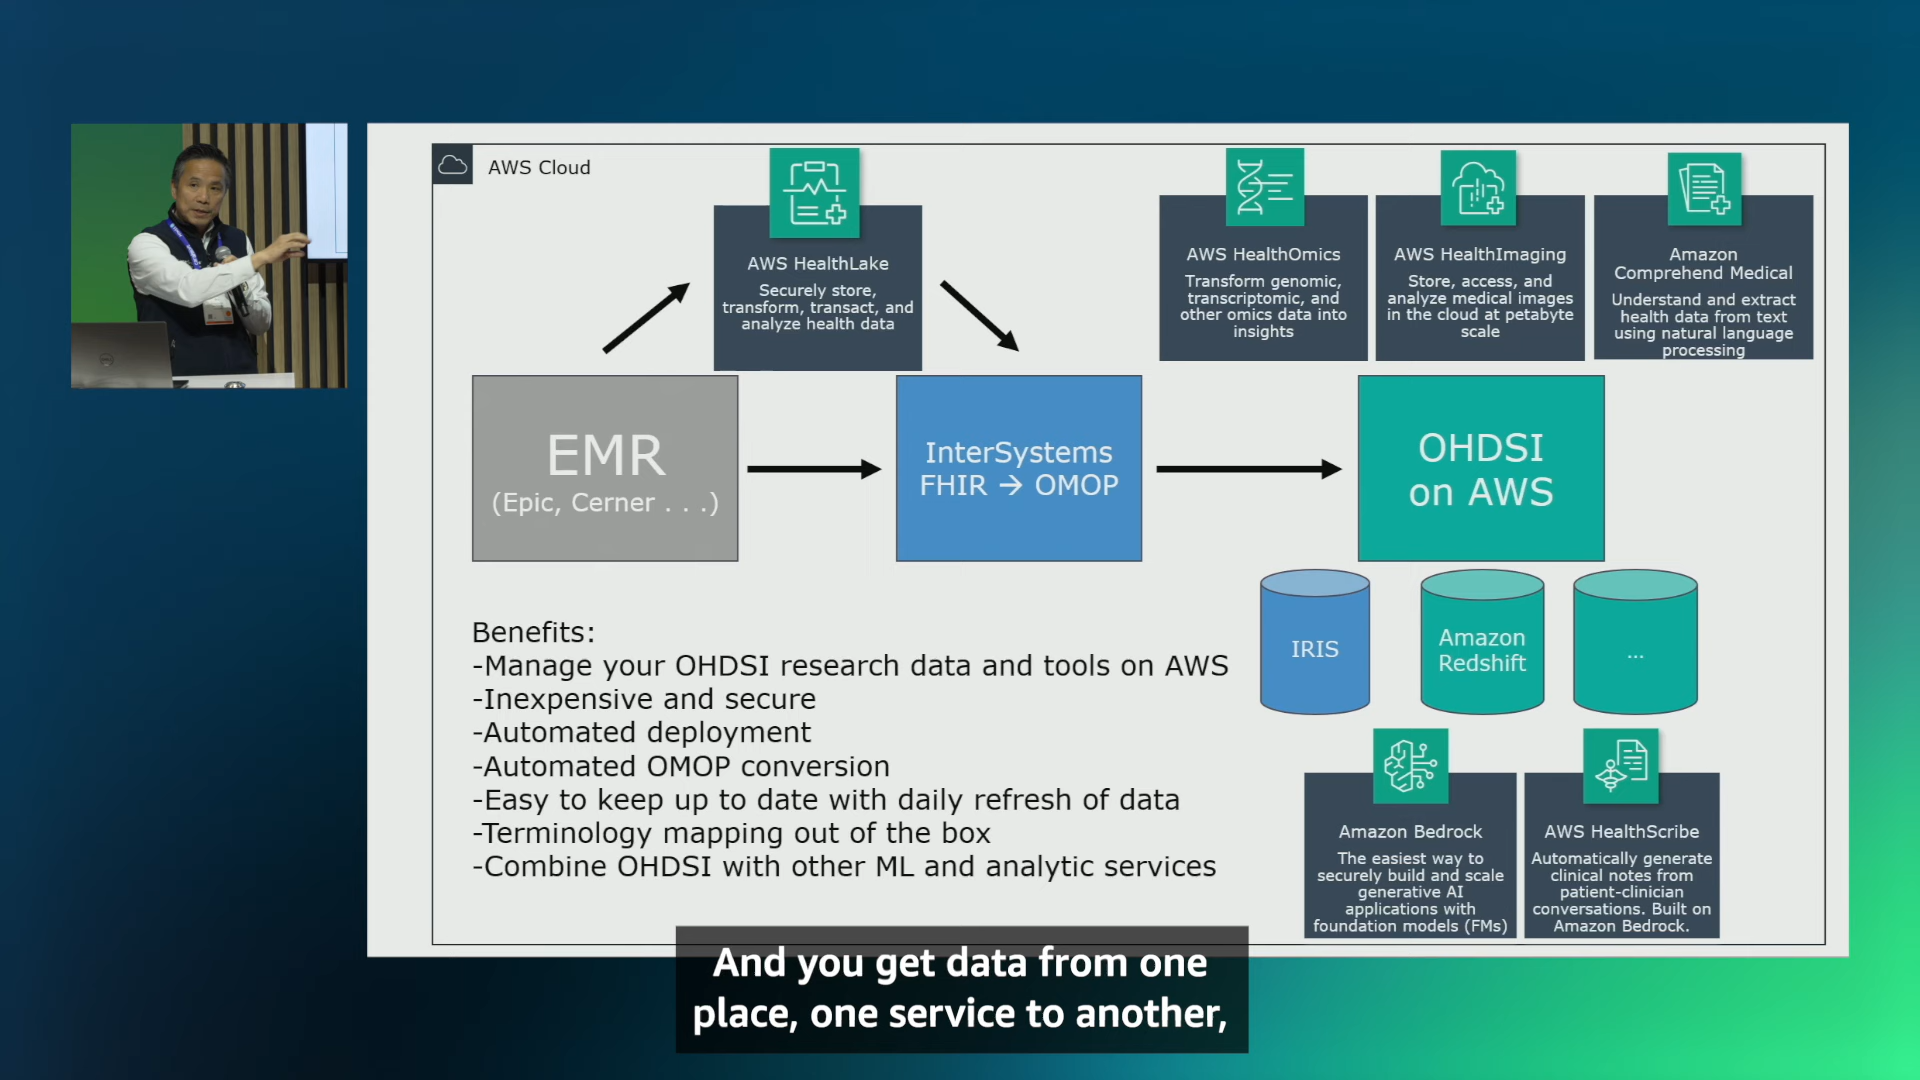 AWS Cloud
AWS HealthLake
Securely store,
transform, transact, and
analyze health data
AWS HealthOmics
Transform genomic,
transcriptomic, and
other omics data into
insights
AWS HealthImaging
Store, access, and
analyze medical images
in the cloud at petabyte
scale
Amazon
Comprehend Medical
Understand and extract
health data from text
using natural language
processing
EMR
(Epic, Cerner . . .)
InterSystems
FHIR → OMOP
OHDSI
on AWS
IRIS
Amazon
Redshift
...
Benefits:
-Manage your OHDSI research data and tools on AWS
-Inexpensive and secure
-Automated deployment
-Automated OMOP conversion
-Easy to keep up to date with daily refresh of data
-Terminology mapping out of the box
-Combine OHDSI with other ML and analytic services
Amazon Bedrock
The easiest way to
securely build and scale
generative AI
applications with
foundation models (FMs)
AWS HealthScribe
Automatically generate
clinical notes from
patient-clinician
conversations. Built on
Amazon Bedrock.
And you get data from one
place, one service to another,